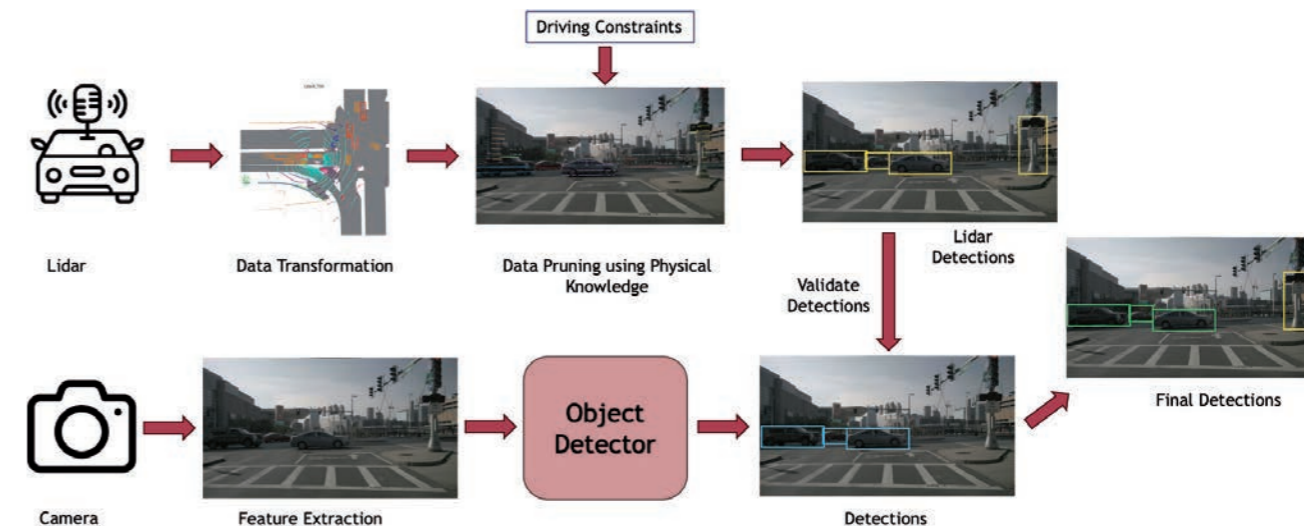 Driving Constraints
Lidar
Data Transformation
Data Pruning using Physical
Knowledge
Lidar
Detections
Validate
Detections
Final Detections
Object
Detector
Camera
Feature Extraction
Detections